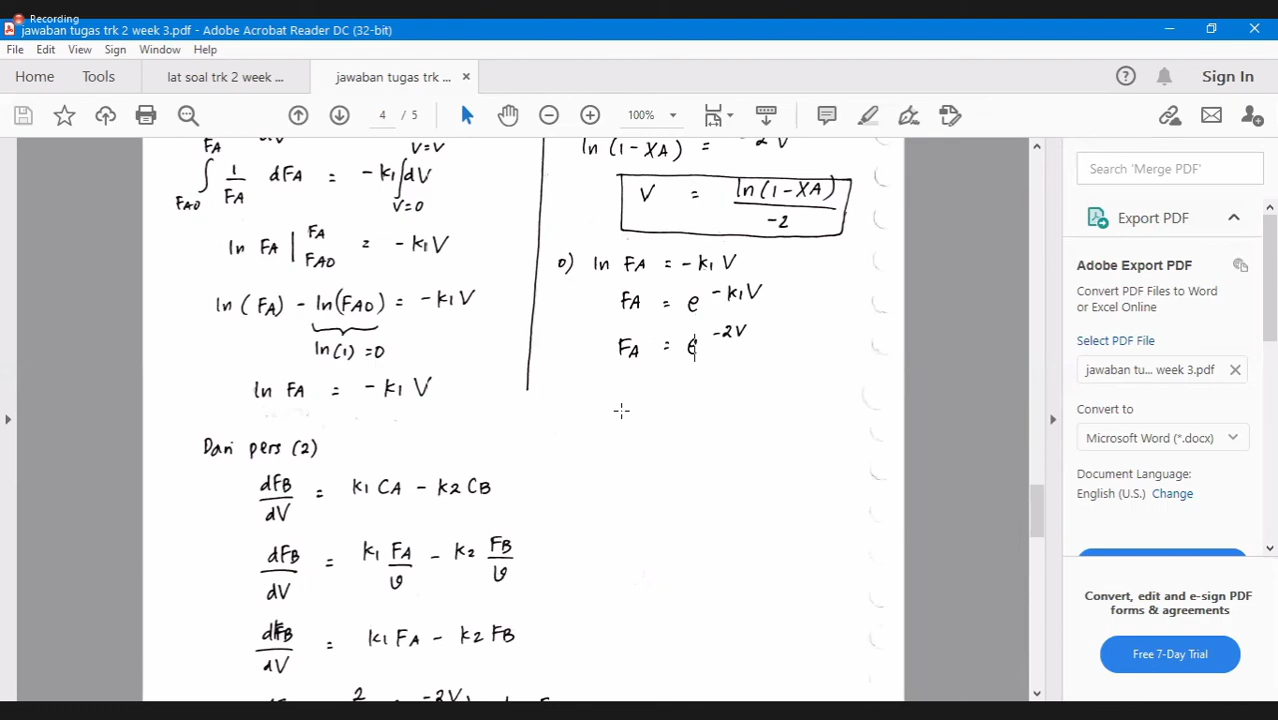 Recording
jawaban tugas trk 2 week 3.pdf - Adobe Acrobat Reader DC (32-bit)
File Edit View Sign Window Help
Home Tools lat soal trk 2 week ... jawaban tugas trk ... × Sign In
4 / 5 100%
FA V=V
∫ 1/FA dFA = -k1 ∫ dV
FA0 V=0
ln FA | FA FA0 = -k1 V
ln (FA) - ln(FA0) = -k1 V
ln(1) = 0
ln FA = -k1 V
ln (1-XA) = -2 V
V = ln(1-XA) / -2
o) ln FA = -k1 V
FA = e^-k1V
FA = e^-2V
Dari pers (2)
dFB/dV = k1 CA - k2 CB
dFB/dV = k1 FA/υ - k2 FB/υ
dFB/dV = k1 FA - k2 FB
Search 'Merge PDF'
Export PDF
Adobe Export PDF
Convert PDF Files to Word
or Excel Online
Select PDF File
jawaban tu... week 3.pdf ×
Convert to
Microsoft Word (*.docx)
Document Language:
English (U.S.) Change
Convert, edit and e-sign PDF
forms & agreements
Free 7-Day Trial